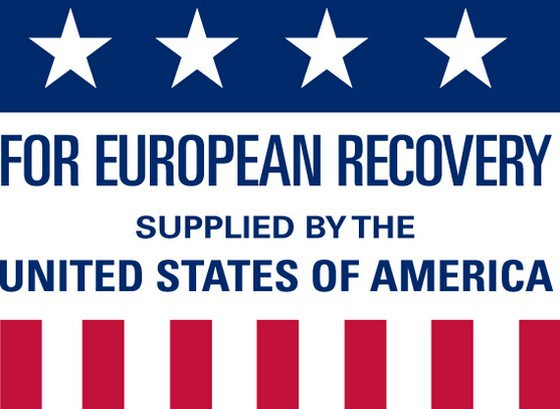 FOR EUROPEAN RECOVERY
SUPPLIED BY THE
UNITED STATES OF AMERICA